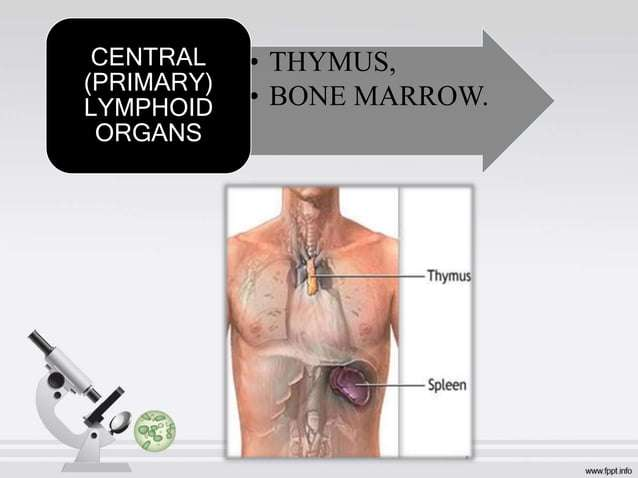 CENTRAL
(PRIMARY)
LYMPHOID
ORGANS
• THYMUS,
• BONE MARROW.
Thymus
Spleen
www.fppt.info